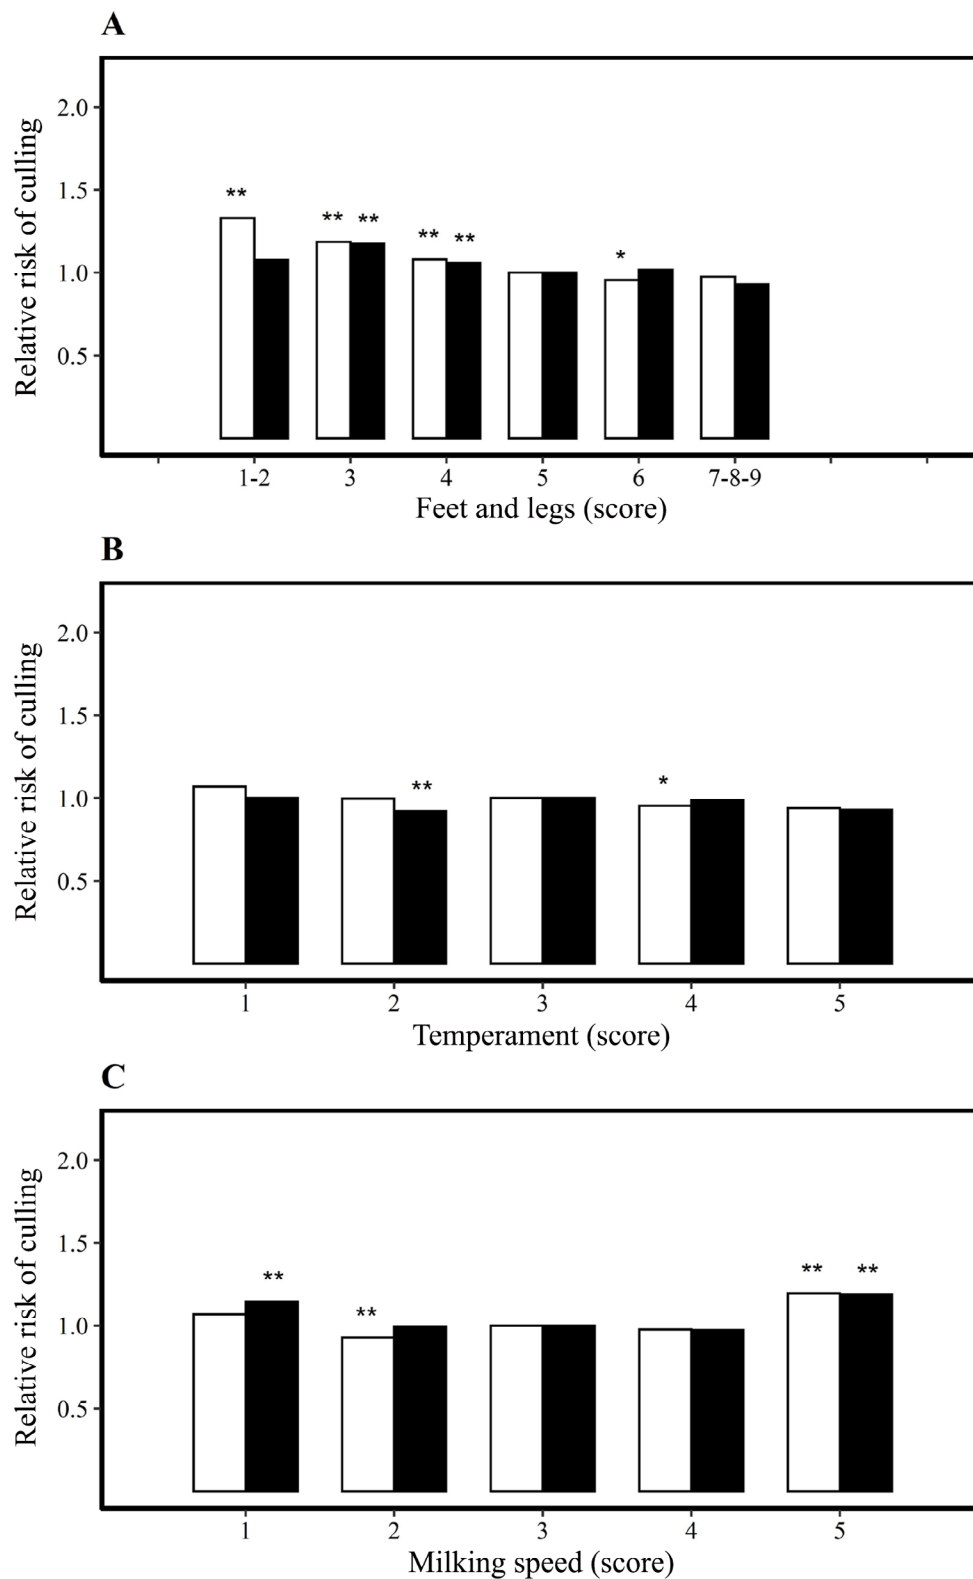 A
Relative risk of culling
2.0
1.5
1.0
0.5
**
** **
** **
*
1-2 3 4 5 6 7-8-9
Feet and legs (score)
B
Relative risk of culling
2.0
1.5
1.0
0.5
**
*
1 2 3 4 5
Temperament (score)
C
Relative risk of culling
2.0
1.5
1.0
0.5
**
**
** **
1 2 3 4 5
Milking speed (score)